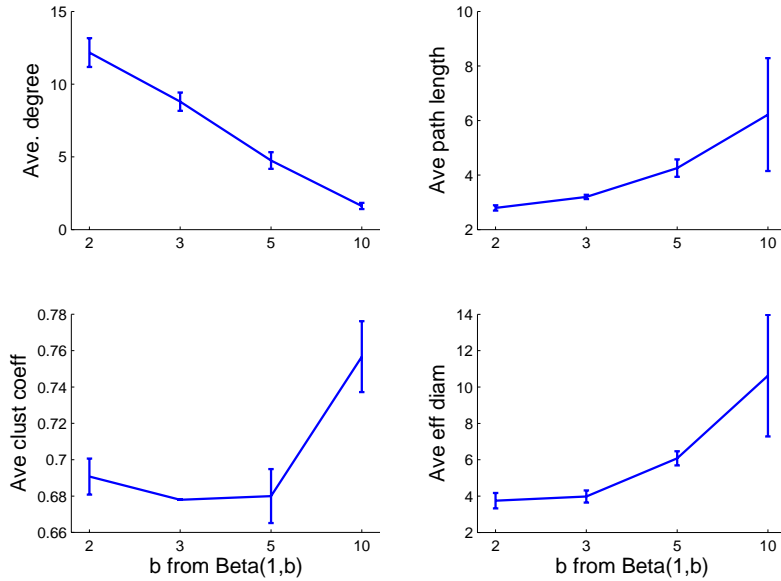 Ave. degree
15
10
5
0
2 3 5 10
Ave path length
10
8
6
4
2
2 3 5 10
Ave clust coeff
0.78
0.76
0.74
0.72
0.7
0.68
0.66
2 3 5 10
b from Beta(1,b)
Ave eff diam
14
12
10
8
6
4
2
2 3 5 10
b from Beta(1,b)